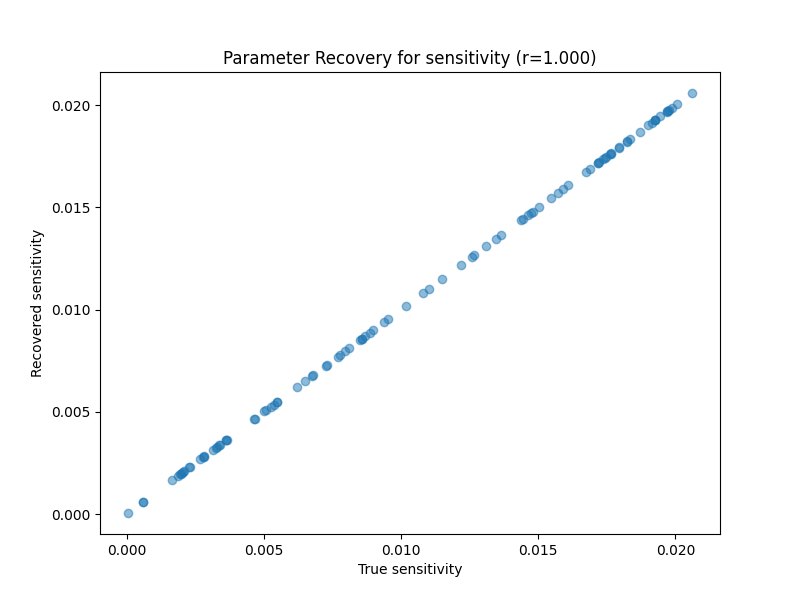 Parameter Recovery for sensitivity (r=1.000)
Recovered sensitivity
0.020
0.015
0.010
0.005
0.000
0.000 0.005 0.010 0.015 0.020
True sensitivity